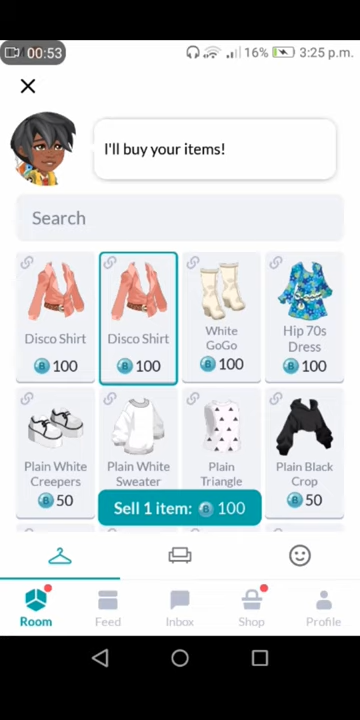 00:53
16%
3:25 p.m.
I'll buy your items!
Search
Disco Shirt
B 100
Disco Shirt
B 100
White
GoGo
B 100
Hip 70s
Dress
B 100
Plain White
Creepers
B 50
Plain White
Sweater
Plain
Triangle
Plain Black
Crop
B 50
Sell 1 item: B 100
Room
Feed
Inbox
Shop
Profile